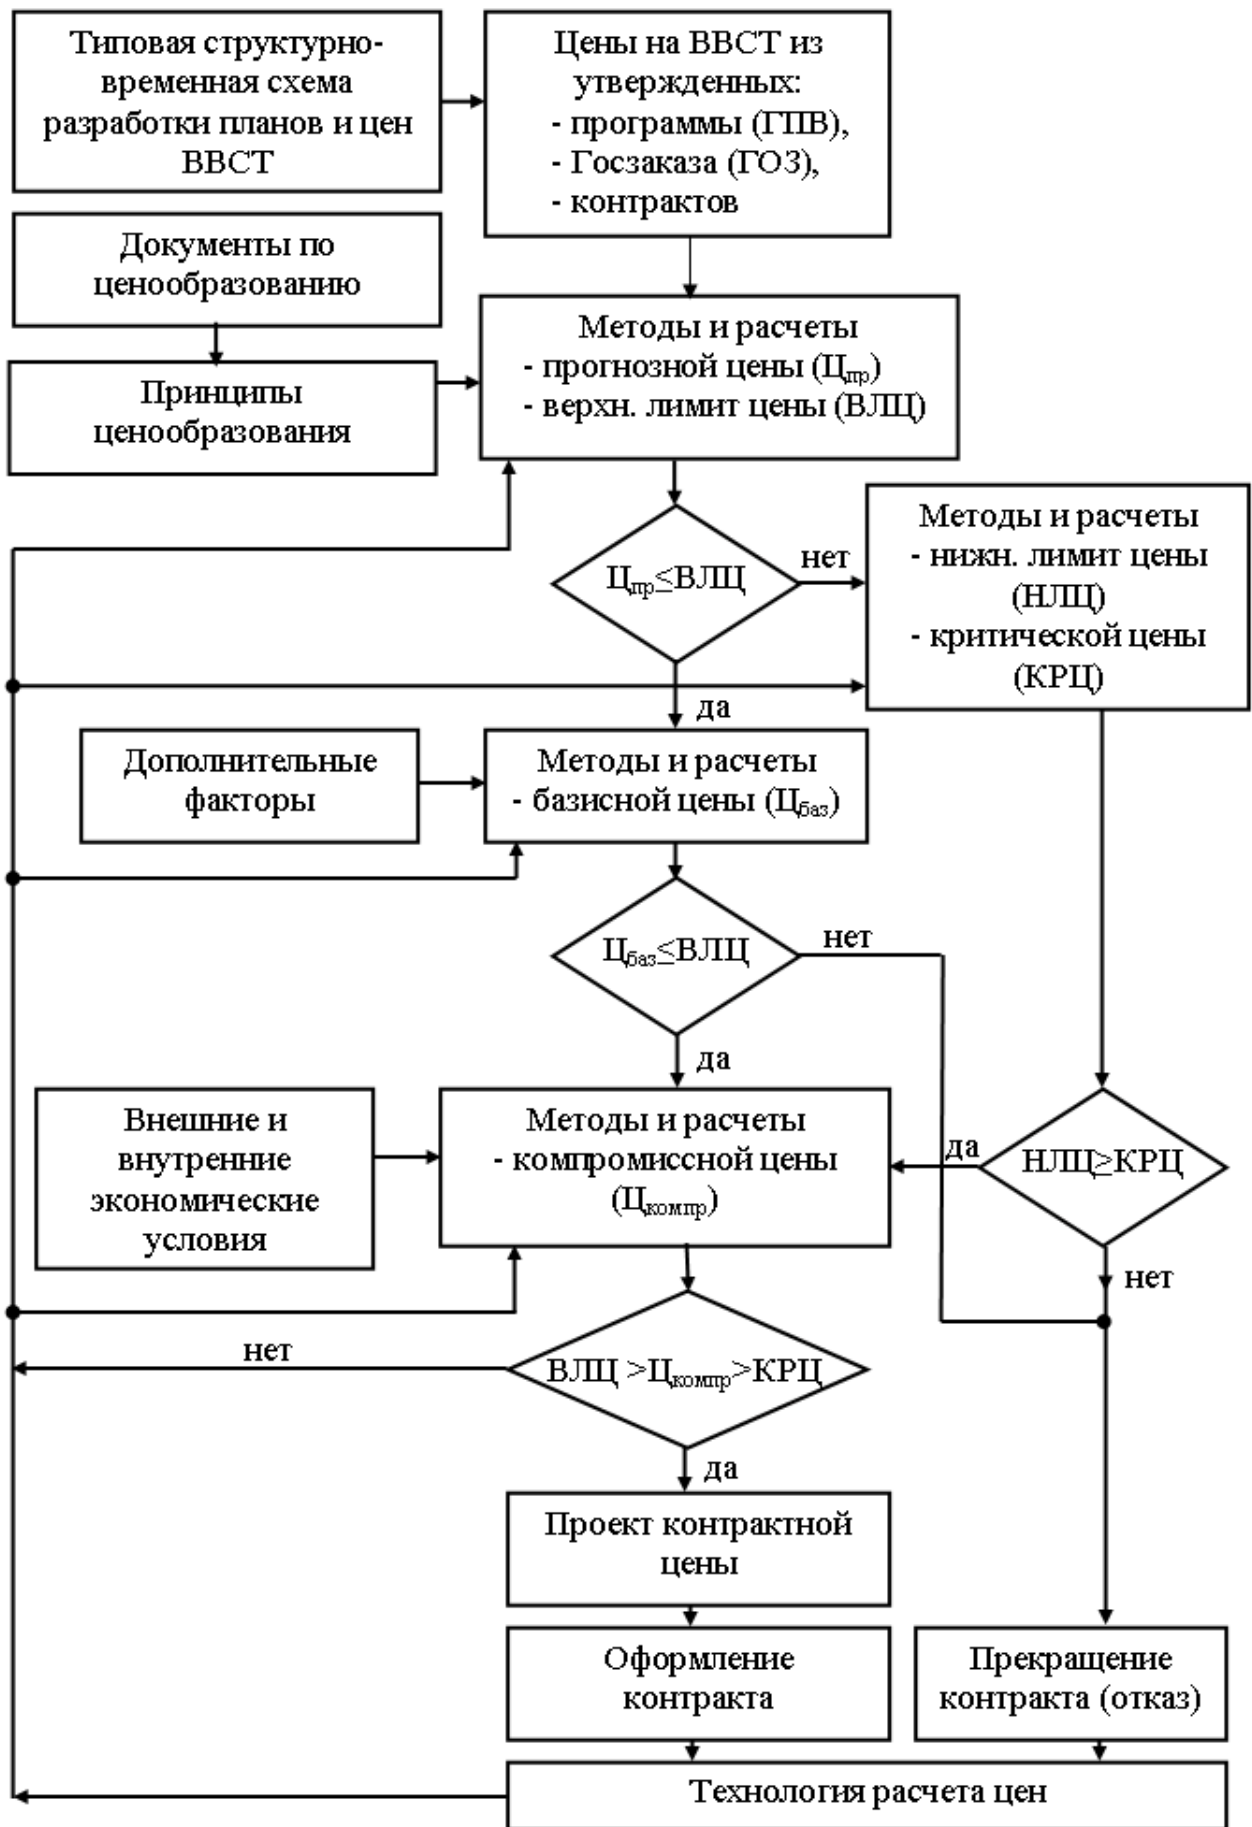 Типовая структурно-
временная схема
разработки планов и цен
ВВСТ
Цены на ВВСТ из
утвержденных:
- программы (ГПВ),
- Госзаказа (ГОЗ),
- контрактов
Документы по
ценообразованию
Методы и расчеты
- прогнозной цены (Цпр)
- верхн. лимит цены (ВЛЦ)
Принципы
ценообразования
Цпр≤ВЛЦ
нет
Методы и расчеты
- нижн. лимит цены
(НЛЦ)
- критической цены
(КРЦ)
да
Дополнительные
факторы
Методы и расчеты
- базисной цены (Цбаз)
Цбаз≤ВЛЦ
нет
да
Внешние и
внутренние
экономические
условия
Методы и расчеты
- компромиссной цены
(Цкомпр)
да
НЛЦ≥КРЦ
нет
нет
ВЛЦ >Цкомпр>КРЦ
да
Проект контрактной
цены
Оформление
контракта
Прекращение
контракта (отказ)
Технология расчета цен